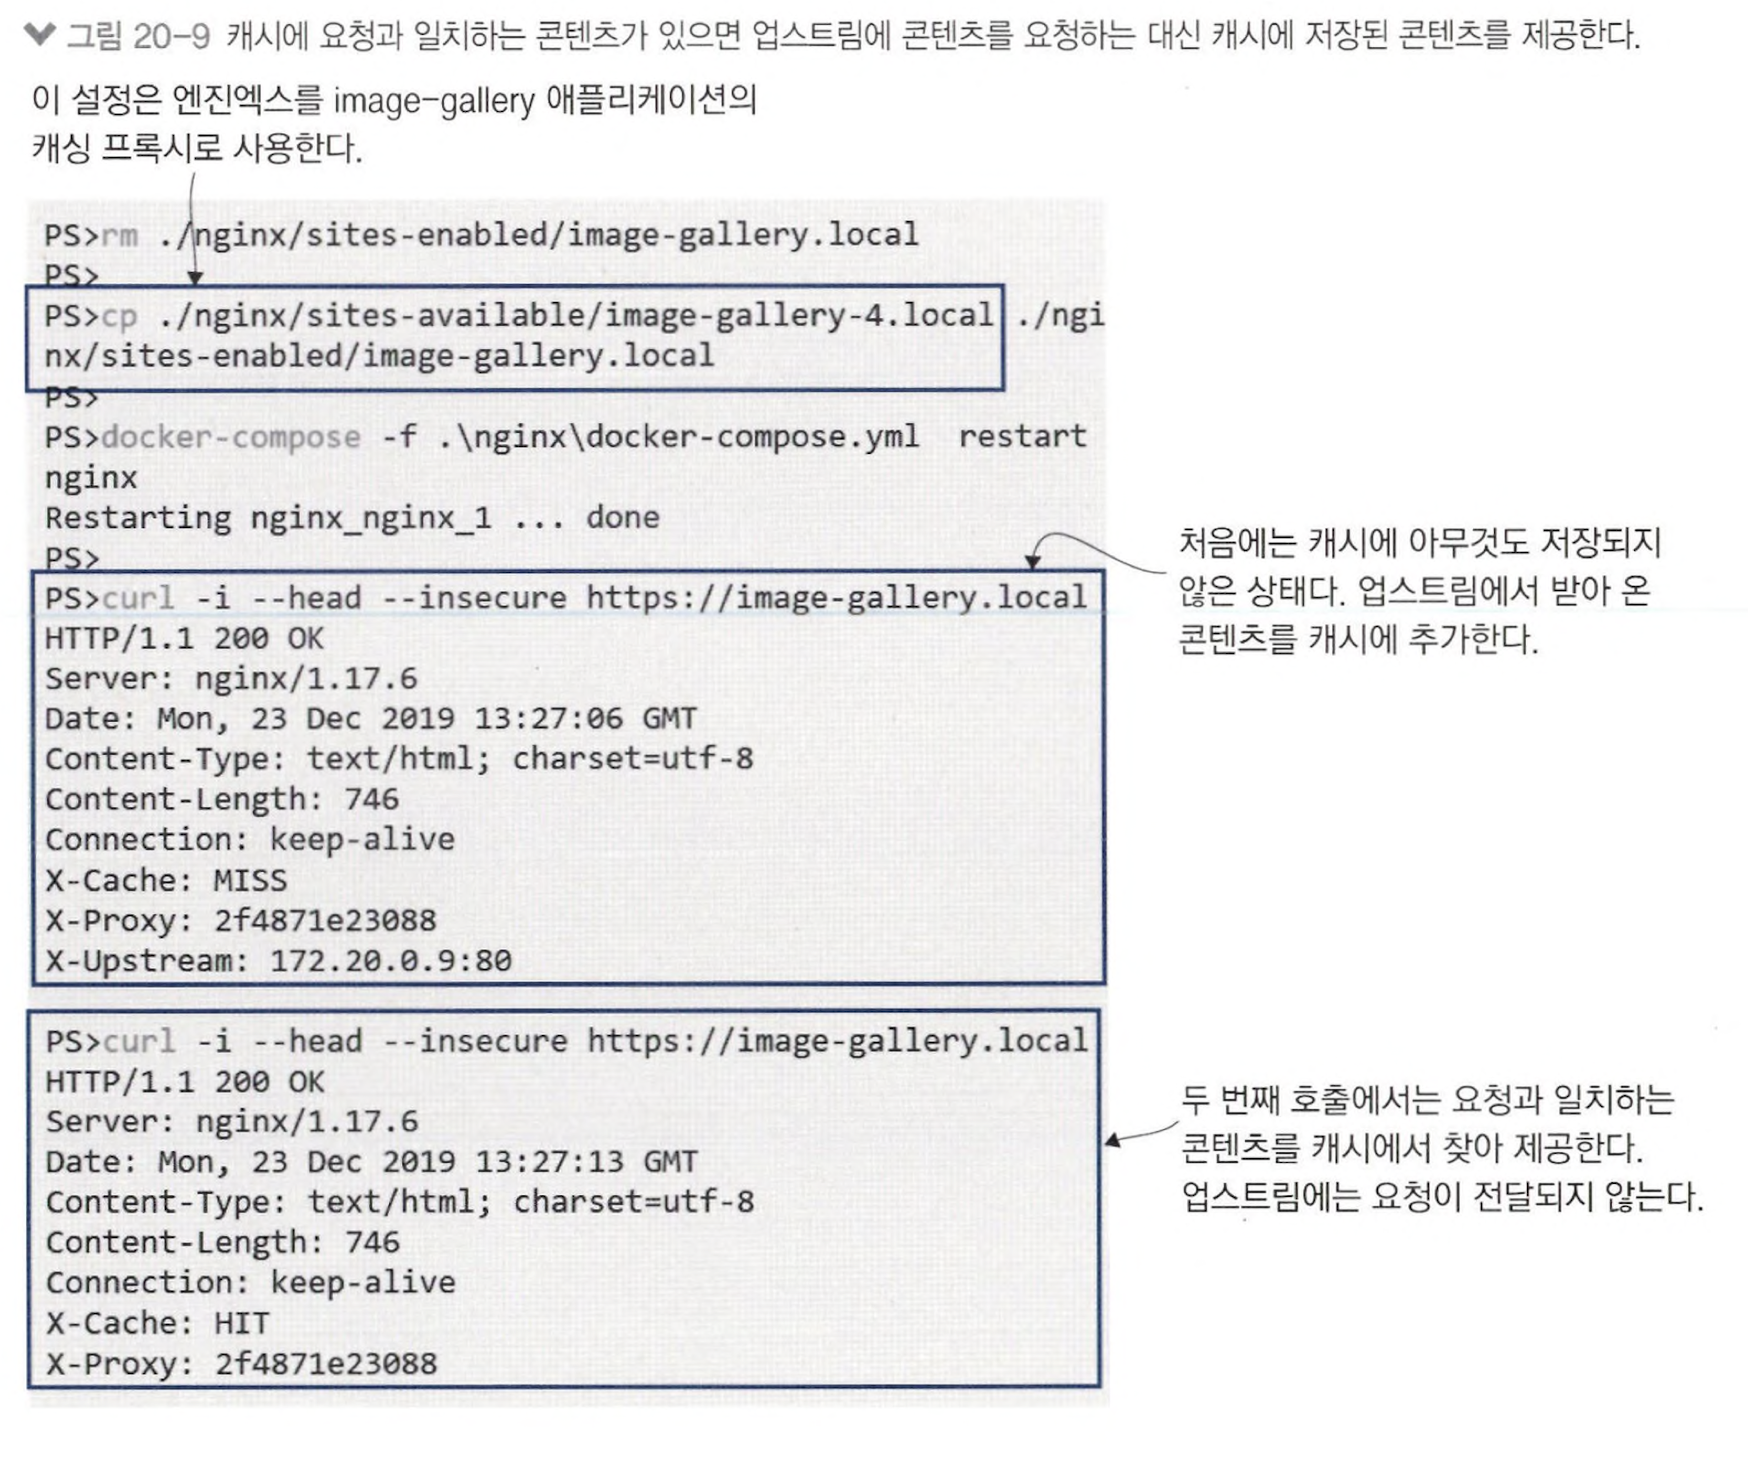 그림 20-9 캐시에 요청과 일치하는 콘텐츠가 있으면 업스트림에 콘텐츠를 요청하는 대신 캐시에 저장된 콘텐츠를 제공한다.
이 설정은 엔진엑스를 image-gallery 애플리케이션의
캐싱 프록시로 사용한다.
PS>rm ./nginx/sites-enabled/image-gallery.local
PS>
PS>cp ./nginx/sites-available/image-gallery-4.local ./ngi
nx/sites-enabled/image-gallery.local
PS>
PS>docker-compose -f .\nginx\docker-compose.yml  restart
nginx
Restarting nginx_nginx_1 ... done
PS>
PS>curl -i --head --insecure https://image-gallery.local
HTTP/1.1 200 OK
Server: nginx/1.17.6
Date: Mon, 23 Dec 2019 13:27:06 GMT
Content-Type: text/html; charset=utf-8
Content-Length: 746
Connection: keep-alive
X-Cache: MISS
X-Proxy: 2f4871e23088
X-Upstream: 172.20.0.9:80
처음에는 캐시에 아무것도 저장되지
않은 상태다. 업스트림에서 받아 온
콘텐츠를 캐시에 추가한다.
PS>curl -i --head --insecure https://image-gallery.local
HTTP/1.1 200 OK
Server: nginx/1.17.6
Date: Mon, 23 Dec 2019 13:27:13 GMT
Content-Type: text/html; charset=utf-8
Content-Length: 746
Connection: keep-alive
X-Cache: HIT
X-Proxy: 2f4871e23088
두 번째 호출에서는 요청과 일치하는
콘텐츠를 캐시에서 찾아 제공한다.
업스트림에는 요청이 전달되지 않는다.